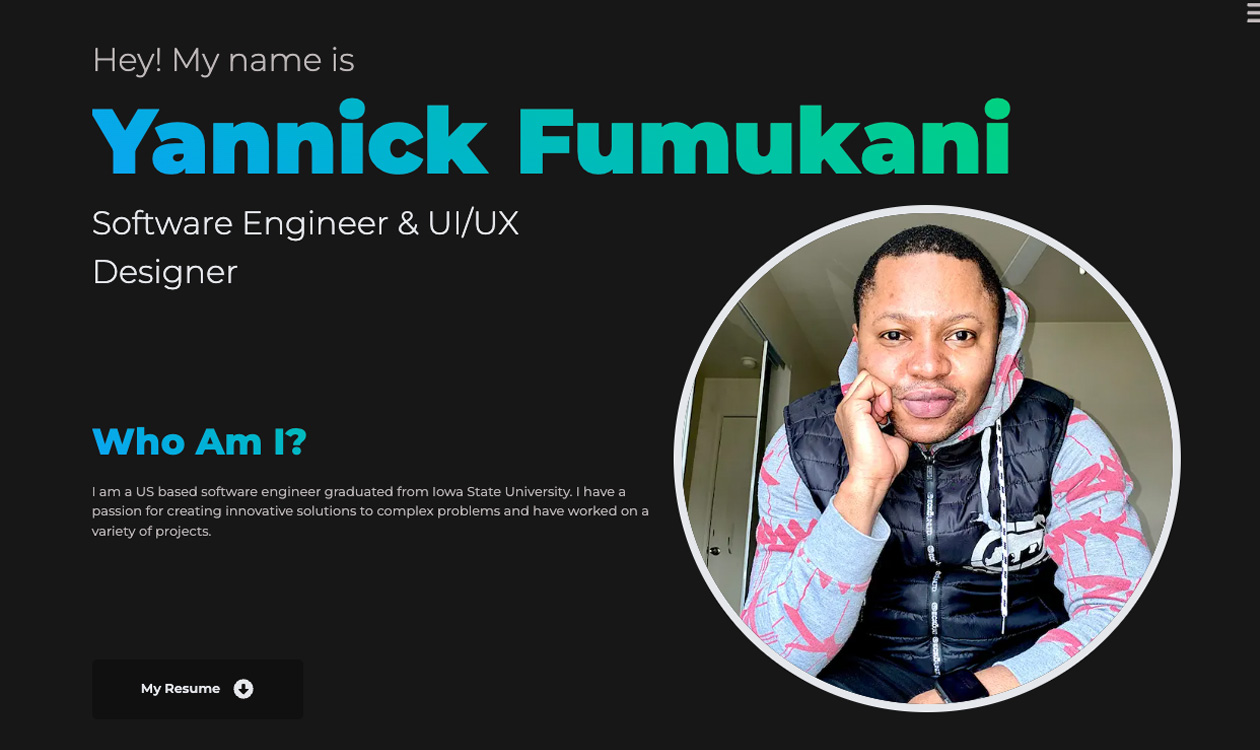 Hey! My name is
Yannick Fumukani
Software Engineer & UI/UX
Designer
Who Am I?
I am a US based software engineer graduated from Iowa State University. I have a
passion for creating innovative solutions to complex problems and have worked on a
variety of projects.
My Resume